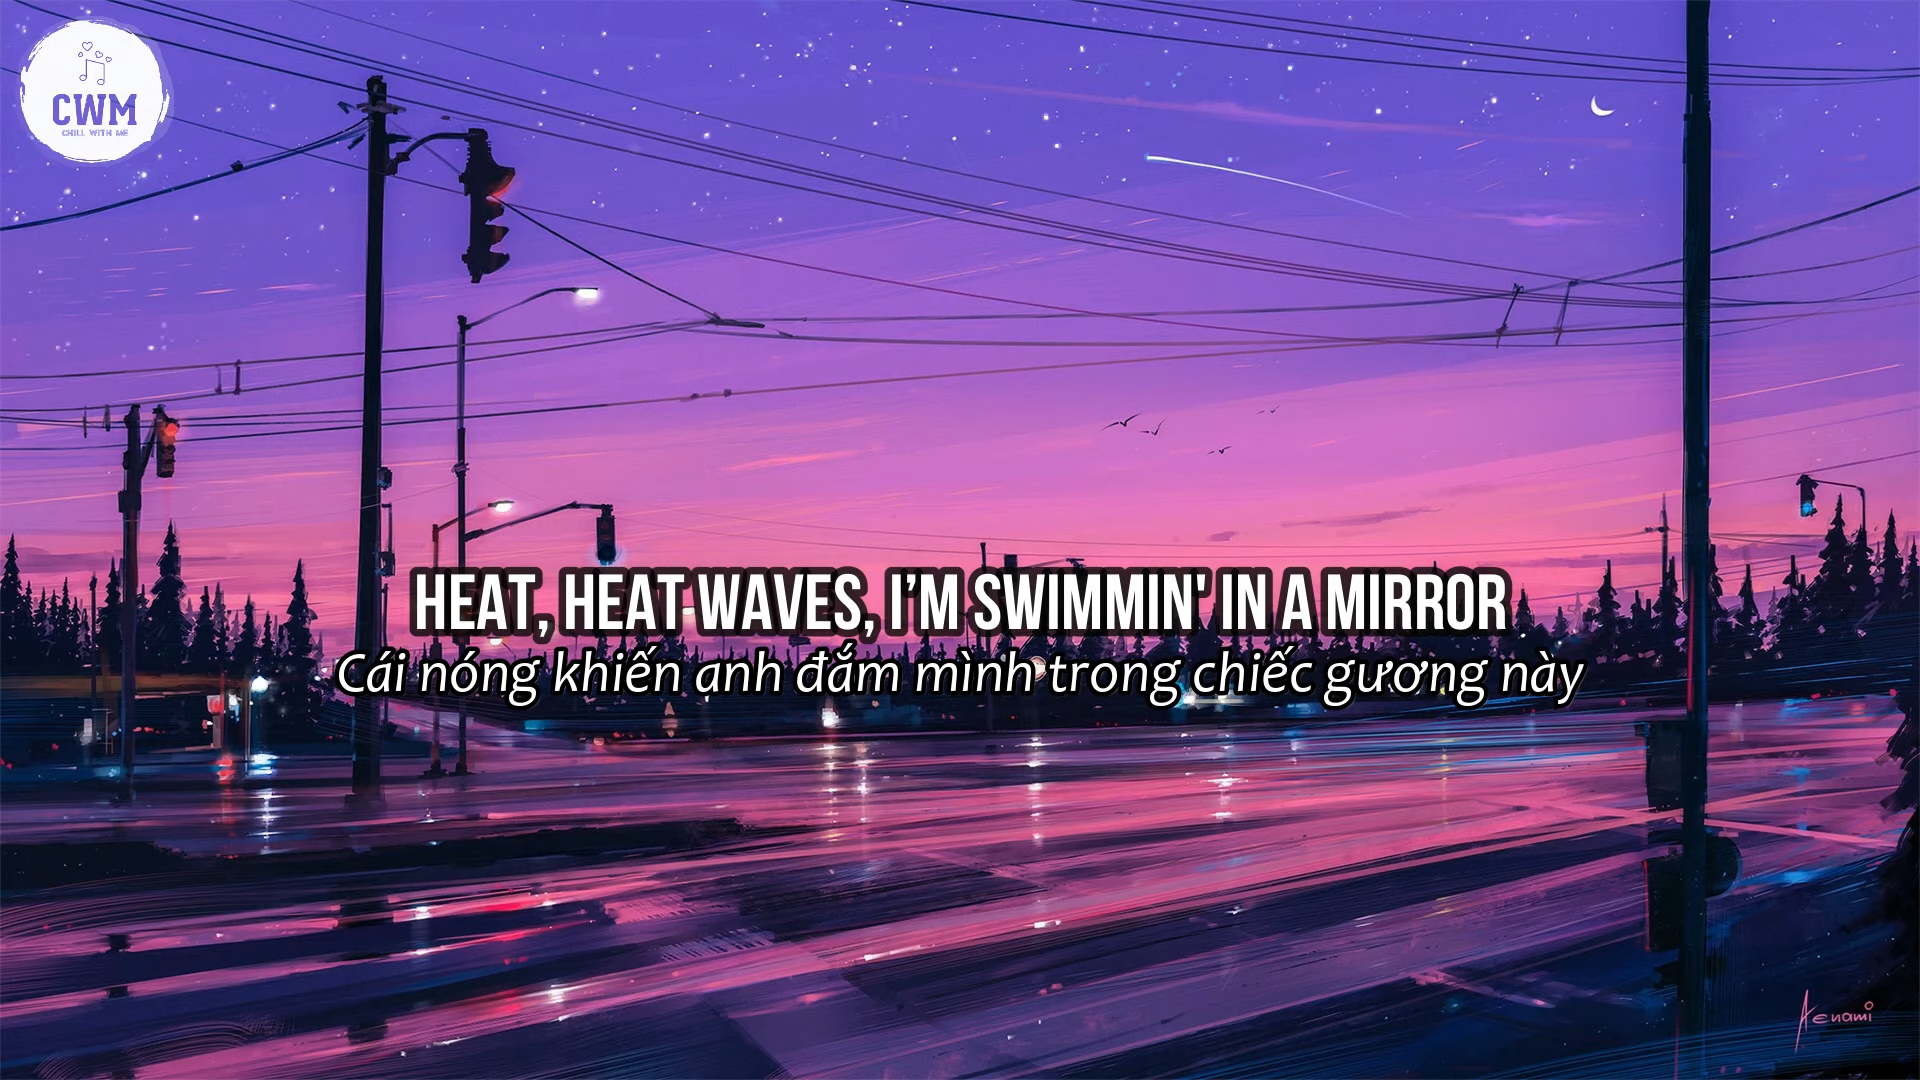 CWM
CHILL WITH ME
HEAT, HEAT WAVES, I’M SWIMMIN' IN A MIRROR
Cái nóng khiến anh đắm mình trong chiếc gương này
Aenami